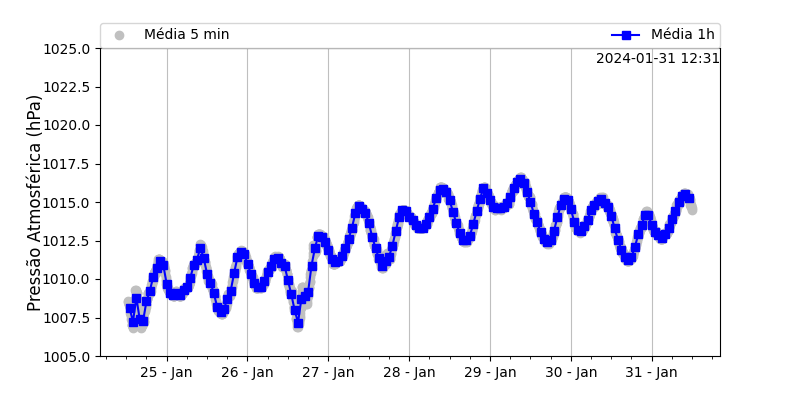 Média 5 min
Média 1h
2024-01-31 12:31
Pressão Atmosférica (hPa)
1025.0
1022.5
1020.0
1017.5
1015.0
1012.5
1010.0
1007.5
1005.0
25 - Jan
26 - Jan
27 - Jan
28 - Jan
29 - Jan
30 - Jan
31 - Jan